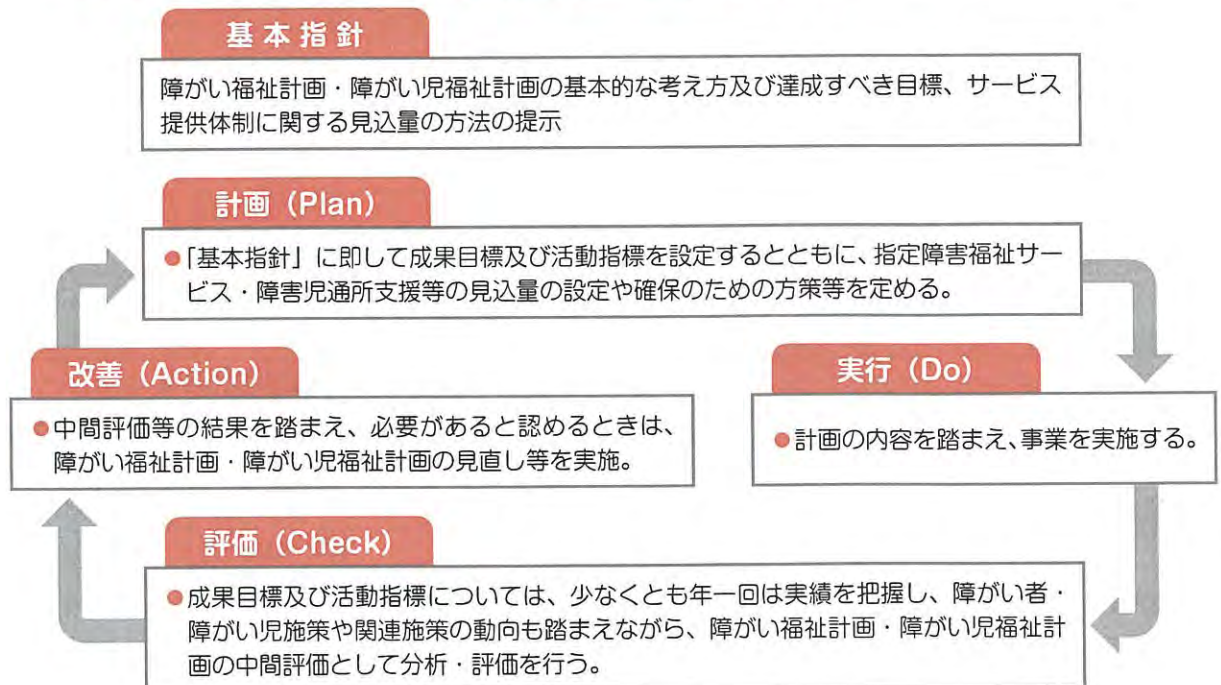 基本指針
障がい福祉計画・障がい児福祉計画の基本的な考え方及び達成すべき目標、サービス
提供体制に関する見込量の方法の提示
計画（Plan）
●「基本指針」に即して成果目標及び活動指標を設定するとともに、指定障害福祉サー
ビス・障害児通所支援等の見込量の設定や確保のための方策等を定める。
改善（Action）
●中間評価等の結果を踏まえ、必要があると認めるときは、
障がい福祉計画・障がい児福祉計画の見直し等を実施。
実行（Do）
●計画の内容を踏まえ、事業を実施する。
評価（Check）
●成果目標及び活動指標については、少なくとも年一回は実績を把握し、障がい者・
障がい児施策や関連施策の動向も踏まえながら、障がい福祉計画・障がい児福祉計
画の中間評価として分析・評価を行う。